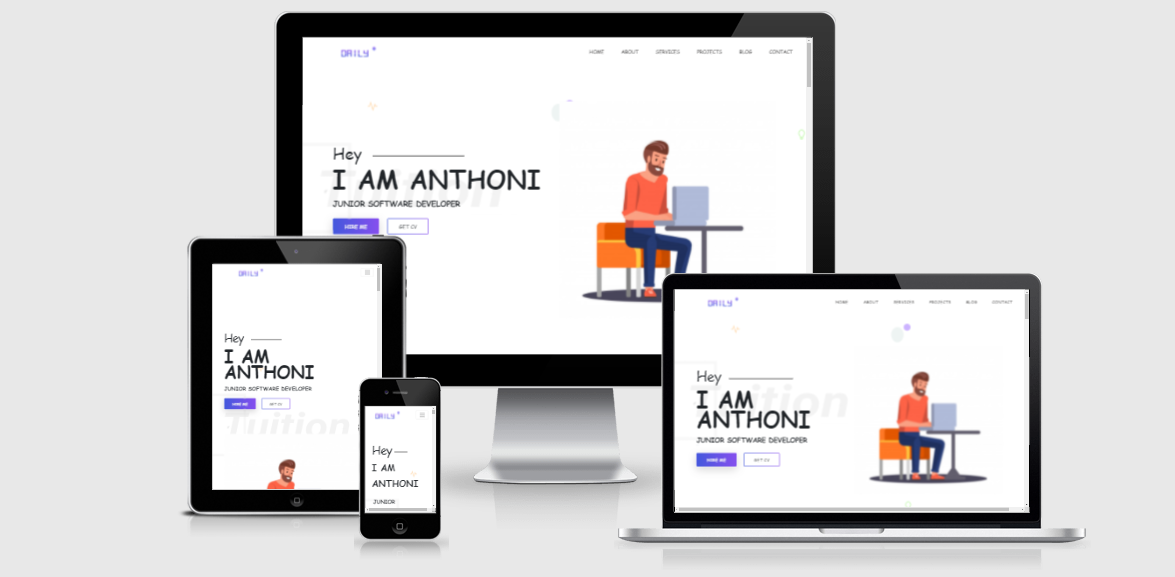 DAILY
HOME ABOUT SERVICES PROJECTS BLOG CONTACT
Hey
I AM ANTHONI
Tuition
JUNIOR SOFTWARE DEVELOPER
HIRE ME GET CV
DAILY
Hey
I AM
ANTHONI
JUNIOR SOFTWARE DEVELOPER
HIRE ME GET CV
Tuition
DAILY
Hey
I AM
ANTHONI
JUNIOR
DAILY
HOME ABOUT SERVICES PROJECTS BLOG CONTACT
Hey
I AM
Tuition
ANTHONI
JUNIOR SOFTWARE DEVELOPER
HIRE ME GET CV